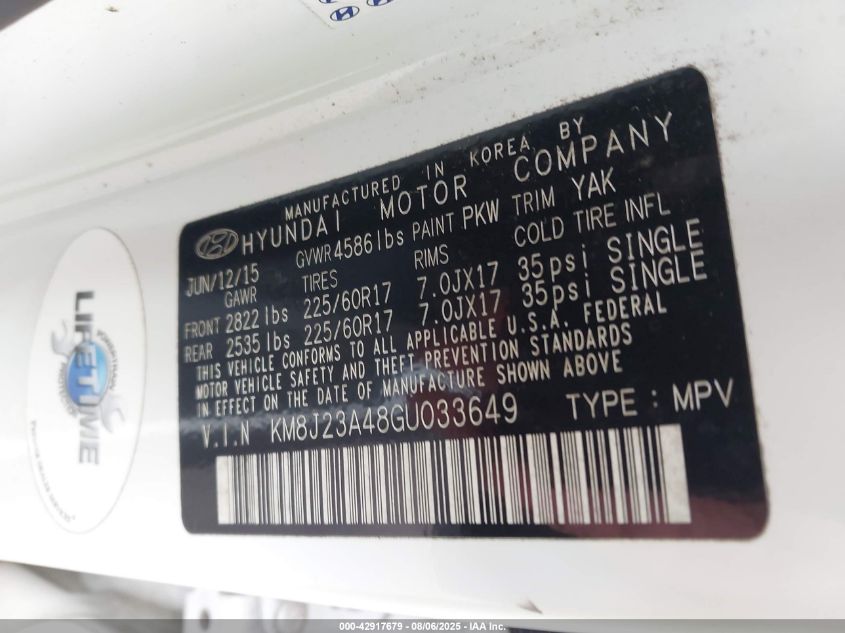 MANUFACTURED IN KOREA BY
HYUNDAI MOTOR COMPANY
JUN/12/15 GVWR 4586 lbs PAINT PKW TRIM YAK
GAWR TIRES RIMS COLD TIRE INFL
FRONT 2822 lbs 225/60R17 7.0JX17 35psi SINGLE
REAR 2535 lbs 225/60R17 7.0JX17 35psi SINGLE
THIS VEHICLE CONFORMS TO ALL APPLICABLE U.S.A. FEDERAL
MOTOR VEHICLE SAFETY AND THEFT PREVENTION STANDARDS
IN EFFECT ON THE DATE OF MANUFACTURE SHOWN ABOVE
V.I.N KM8J23A48GU033649 TYPE : MPV
LIFETIME
000-42917679 - 08/06/2025 - IAA Inc.